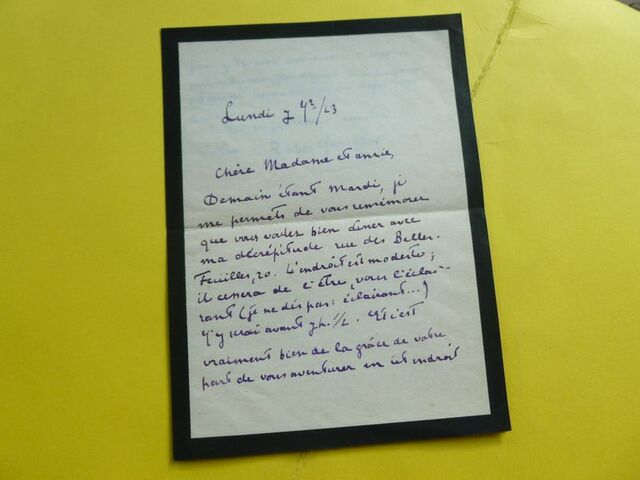 Lundi 7 /23
Chère Madame et amie,
Demain étant Mardi, je
me permets de vous remémorer
que vous voulez bien diner avec
ma décrépitude rue des Belles-
Feuilles, 20. L'endroit est modeste;
il cessera de l'être, vous l'éclai-
rant (je ne dis pas: éclairant...)
J'y serai avant 7h. 1/2. Et c'est
vraiment bien de la grâce de votre
part de vous aventurer en cet endroit